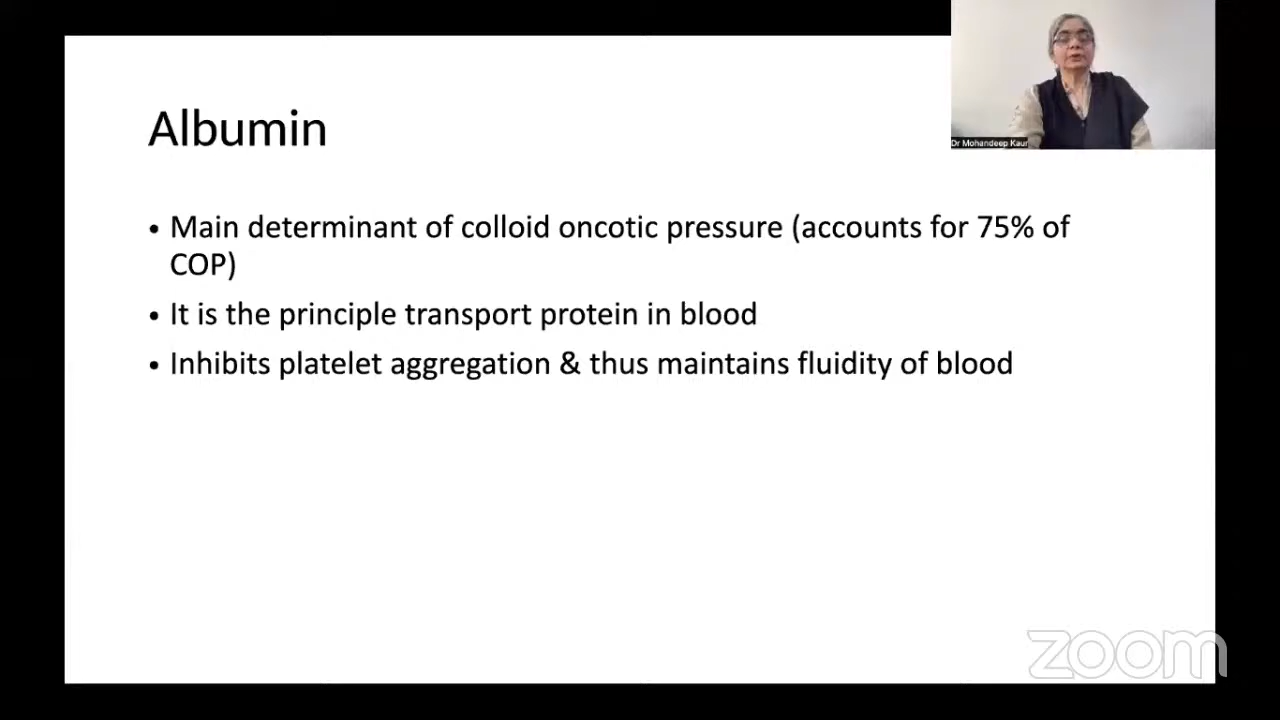 Albumin
• Main determinant of colloid oncotic pressure (accounts for 75% of
COP)
• It is the principle transport protein in blood
• Inhibits platelet aggregation & thus maintains fluidity of blood
Dr Mohandeep Kaur
zoom